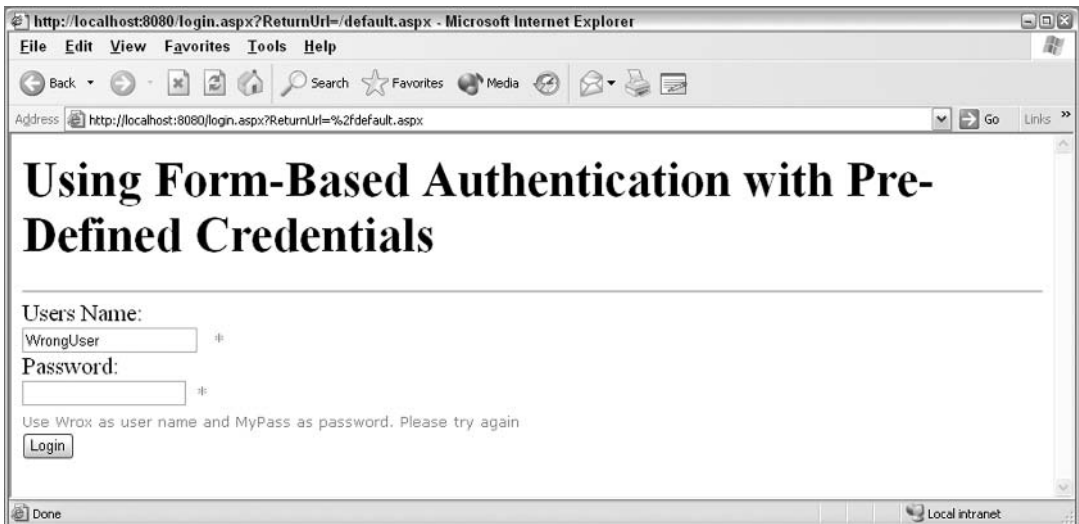 http://localhost:8080/login.aspx?ReturnUrl=/default.aspx - Microsoft Internet Explorer
File Edit View Favorites Tools Help
Back Search Favorites Media
Address http://localhost:8080/login.aspx?ReturnUrl=%2fdefault.aspx Go Links »
Using Form-Based Authentication with Pre-
Defined Credentials
Users Name:
WrongUser *
Password:
*
Use Wrox as user name and MyPass as password. Please try again
Login
Done Local intranet